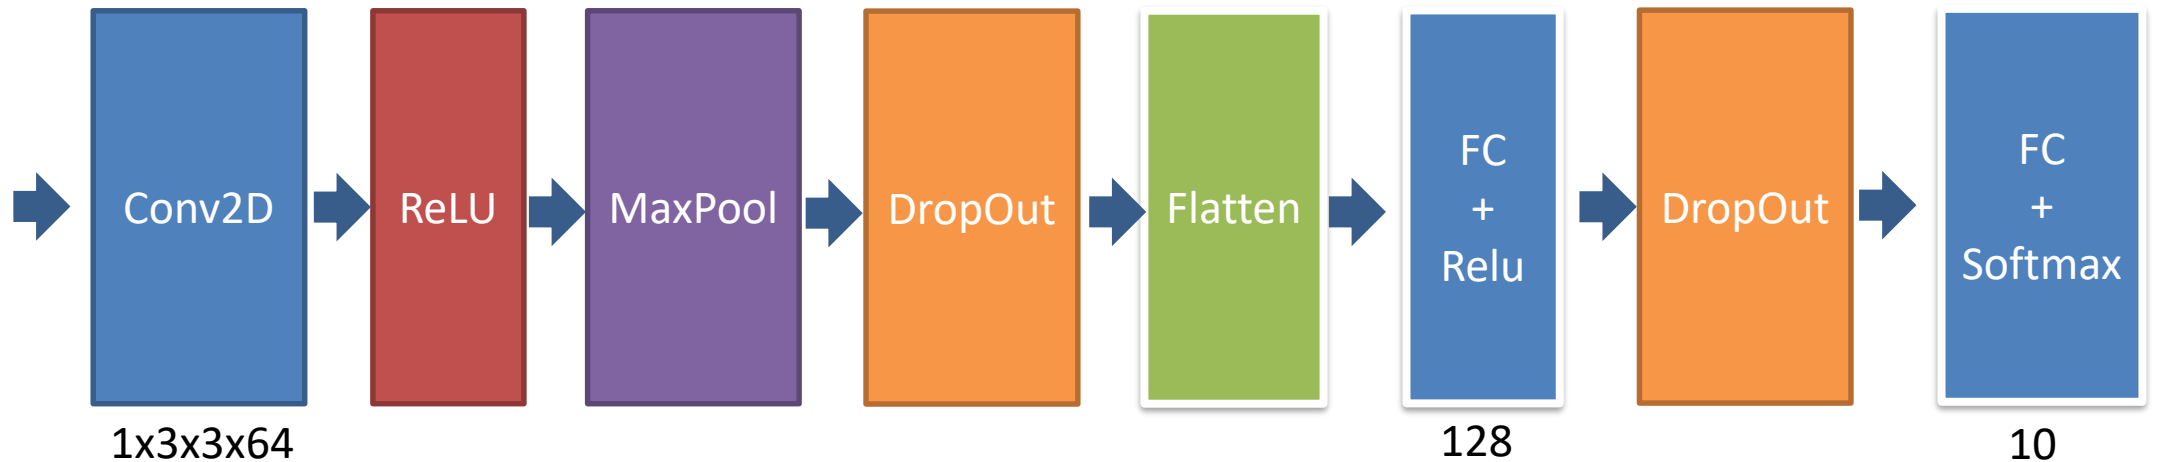 Conv2D
ReLU
MaxPool
DropOut
Flatten
FC
+
Relu
DropOut
FC
+
Softmax
1x3x3x64
128
10